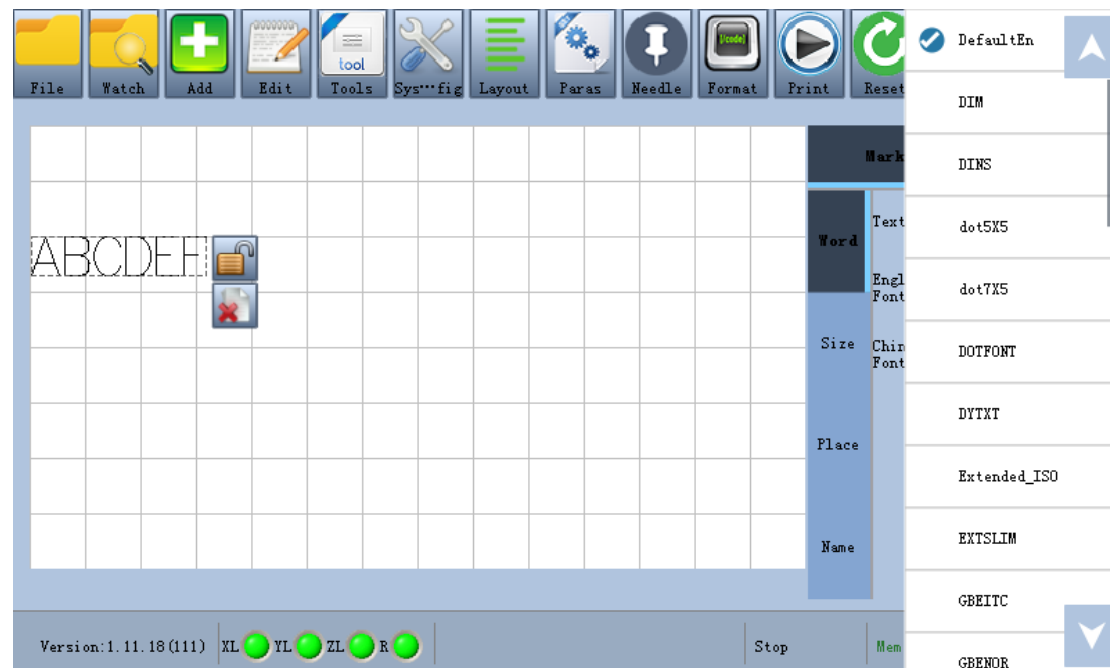 tool
[/code]
File Watch Add Edit Tools Sys···fig Layout Paras Needle Format Print Reset
DefaultEn
DIM
DINS
dot5X5
dot7X5
DOTFONT
DYTXT
Extended_ISO
EXTSLIM
GBEITC
GBENOR
ABCDEF
Mark
Word
Size
Place
Name
Text
Engl
Font
Chin
Font
Version:1.11.18(111) XL YL ZL R Stop Mem